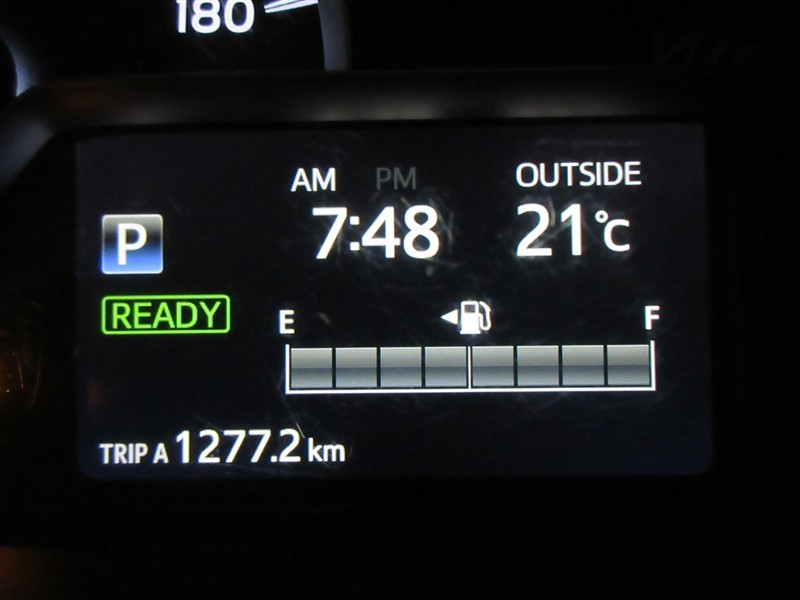 180
AM PM OUTSIDE
P 7:48 21℃
READY
E F
TRIP A 1277.2 km